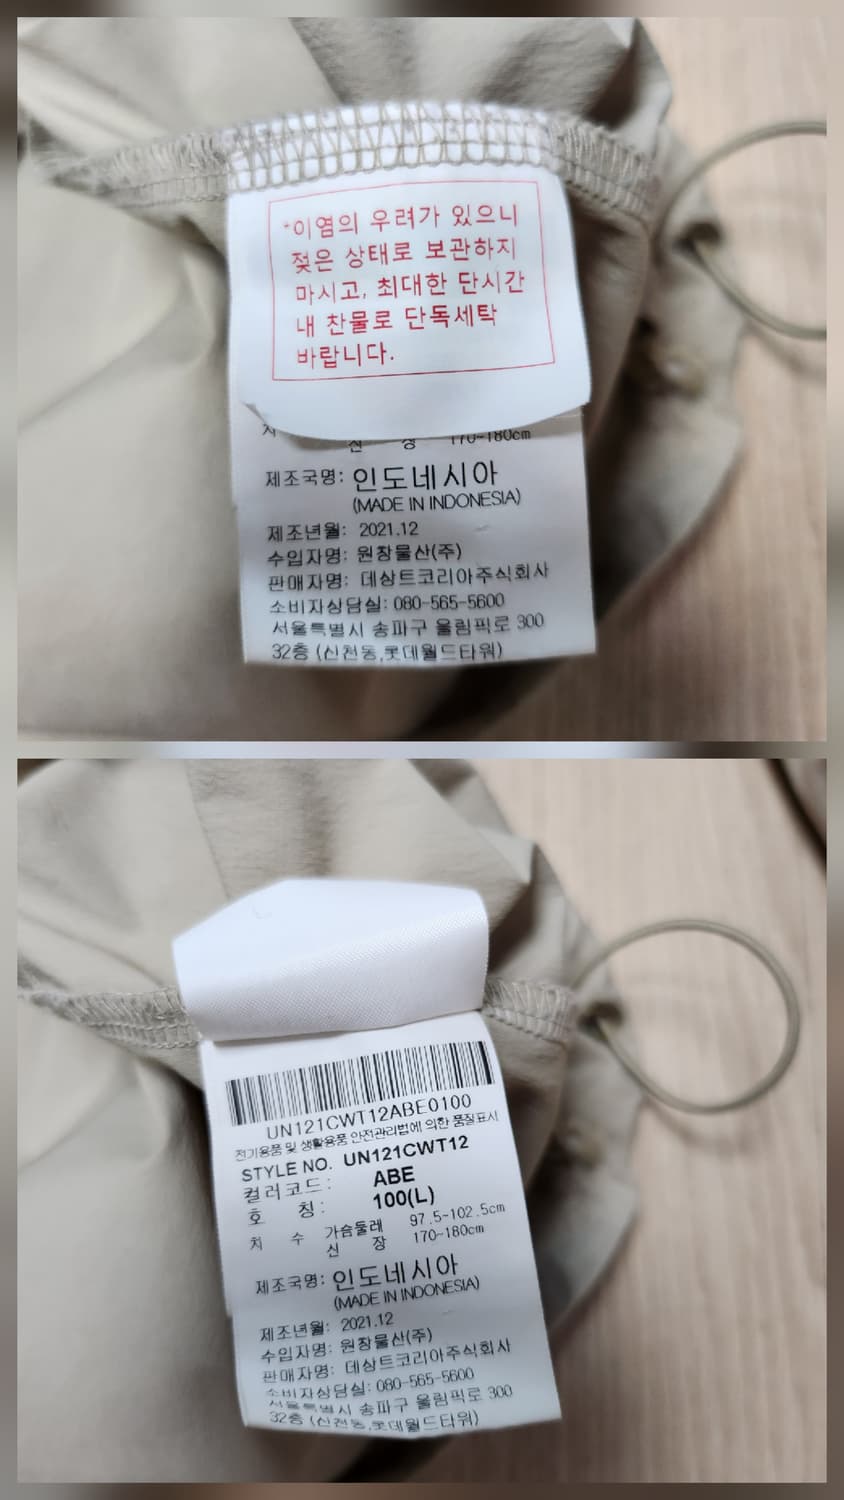 *이염의 우려가 있으니
젖은 상태로 보관하지
마시고, 최대한 단시간
내 찬물로 단독세탁
바랍니다.
치 신 장 170~180cm
제조국명: 인도네시아
(MADE IN INDONESIA)
제조년월: 2021.12
수입자명: 원창물산(주)
판매자명: 데상트코리아주식회사
소비자상담실: 080-565-5600
서울특별시 송파구 올림픽로 300
32층 (신천동,롯데월드타워)
UN121CWT12ABE0100
전기용품 및 생활용품 안전관리법에 의한 품질표시
STYLE NO. UN121CWT12
컬러코드: ABE
호 칭: 100(L)
치 수 가슴둘레 97.5~102.5cm
신 장 170~180cm
제조국명: 인도네시아
(MADE IN INDONESIA)
제조년월: 2021.12
수입자명: 원창물산(주)
판매자명: 데상트코리아주식회사
소비자상담실: 080-565-5600
서울특별시 송파구 올림픽로 300
32층 (신천동,롯데월드타워)